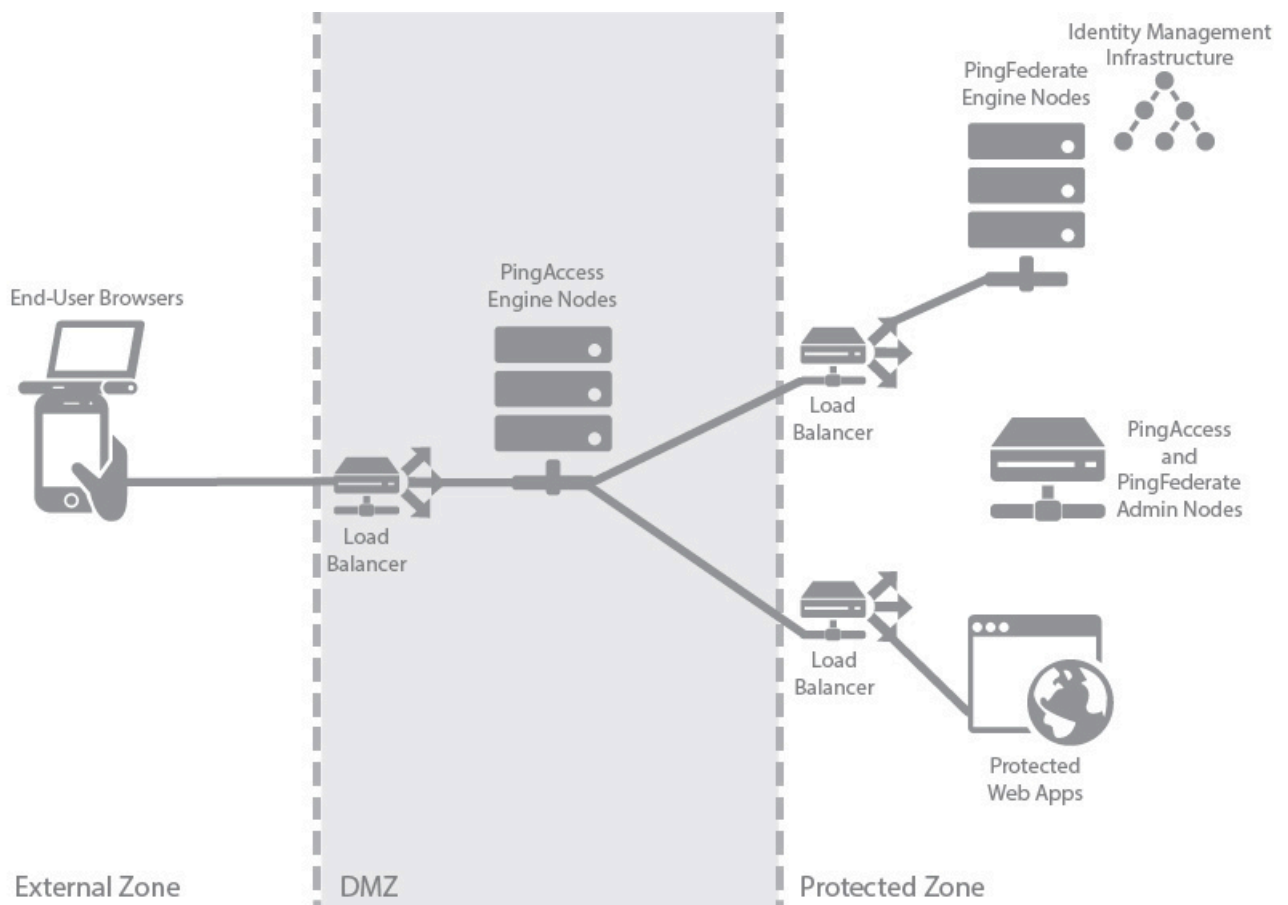 Identity Management
Infrastructure
PingFederate
Engine Nodes
PingAccess
Engine Nodes
End-User Browsers
Load
Balancer
PingAccess
and
PingFederate
Admin Nodes
Load
Balancer
Load
Balancer
Protected
Web Apps
External Zone
DMZ
Protected Zone